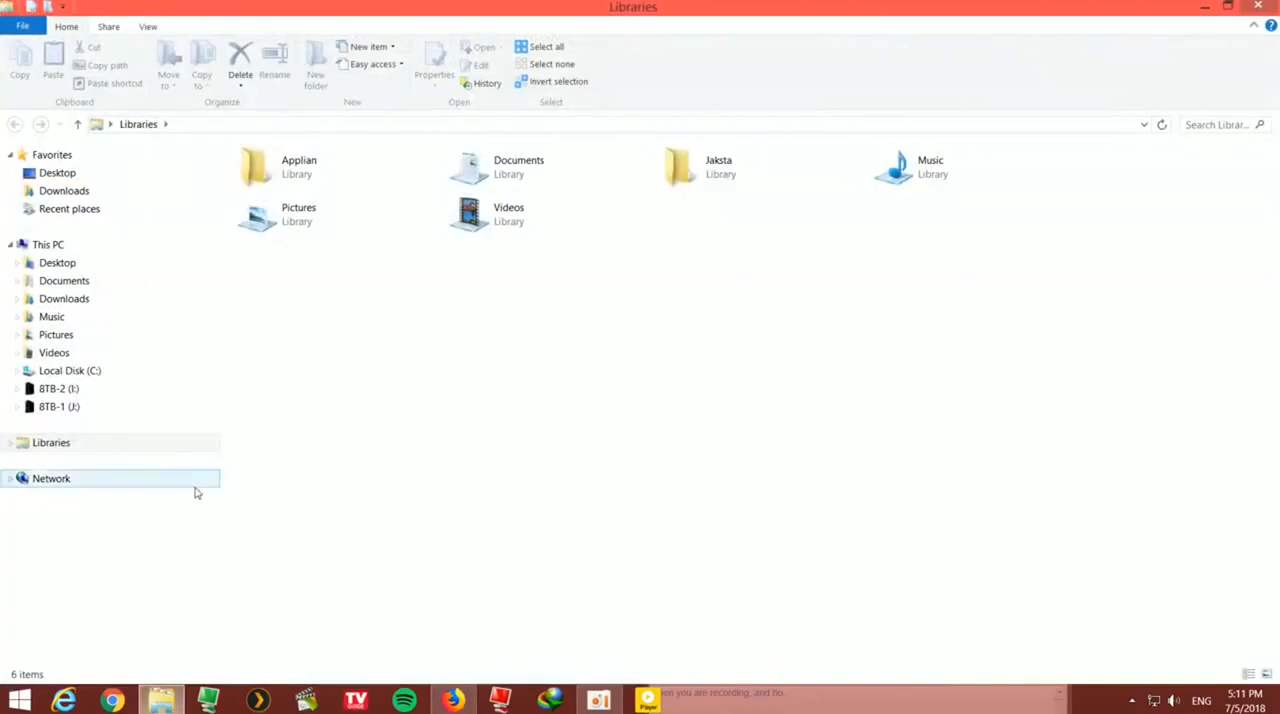 Libraries
File Home Share View
Copy Paste Cut Copy path Paste shortcut Move to Copy to Delete Rename New folder New item Easy access Properties Open Edit History Select all Select none Invert selection
Clipboard Organize New Open Select
Libraries Search Librar...
Favorites
Desktop
Downloads
Recent places
This PC
Desktop
Documents
Downloads
Music
Pictures
Videos
Local Disk (C:)
8TB-2 (I:)
8TB-1 (J:)
Libraries
Network
Applian
Library
Documents
Library
Jaksta
Library
Music
Library
Pictures
Library
Videos
Library
6 items
TV GUIDE
Player
en you are recording, and ho.
ENG
5:11 PM
7/5/2018